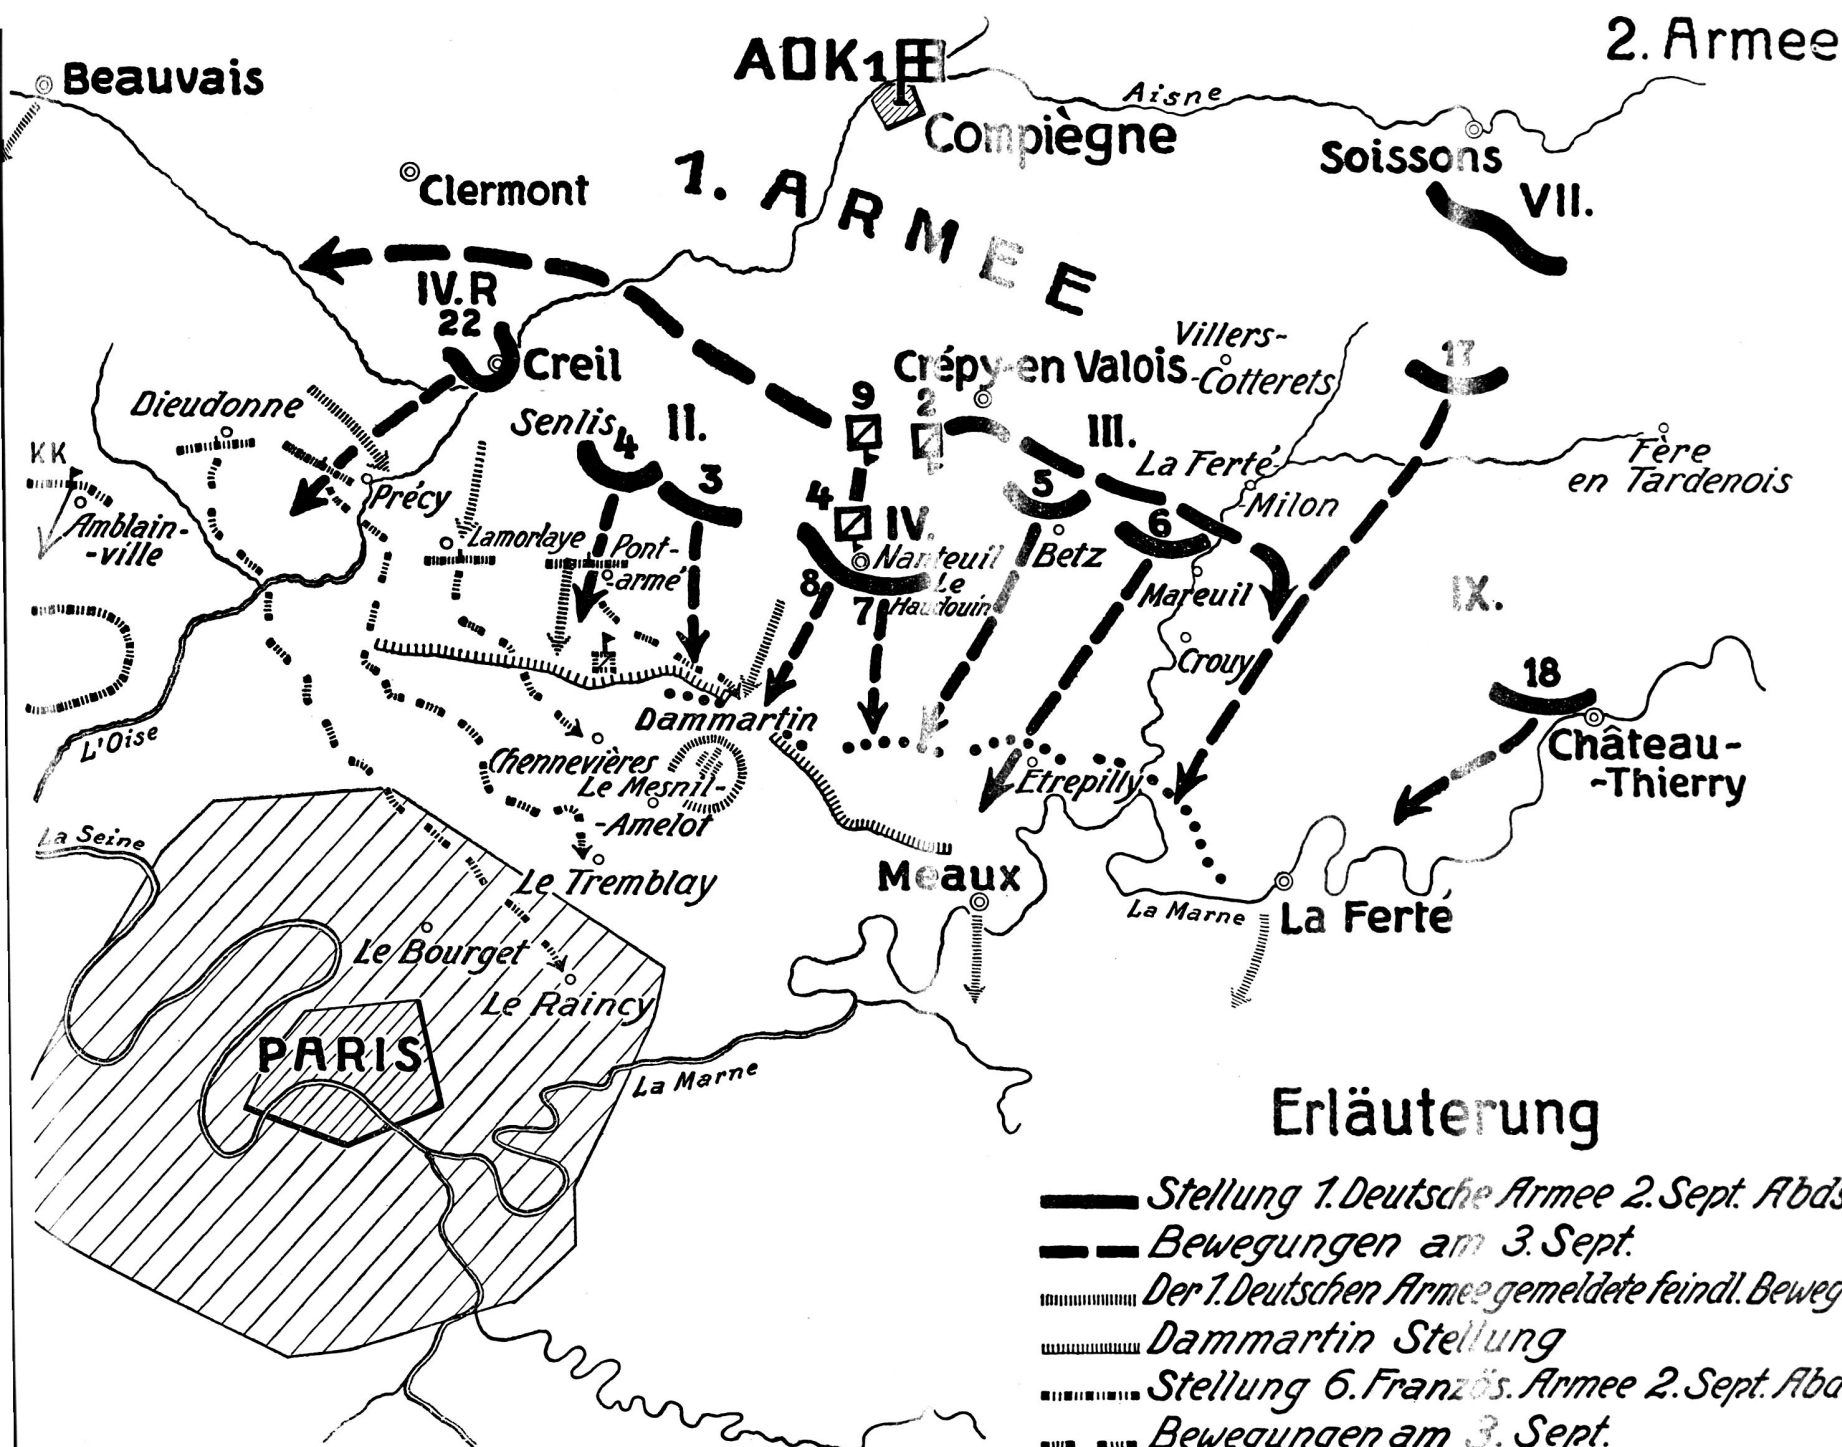 2. Armee
AOK1
Beauvais
Aisne
Compiègne
Soissons
Clermont
1. ARMEE
VII.
IV. R
22
Creil
Villers-
-Cotterets
Crépy-en Valois
17
Dieudonne
9
2
Senlis
4
II.
III.
3
5
La Ferté-
-Milon
Fère
en Tardenois
KK
Précy
4
IV.
6
Amblain-
-ville
Lamorlaye
Pont-
-armé
Nanteuil
Le
Haudouin
Betz
8
7
Mareuil
IX.
Crouy
18
L'Oise
Dammartin
Château-
-Thierry
Chennevières
Le Mesnil-
-Amelot
Etrepilly
La Seine
Le Tremblay
Meaux
La Marne
La Ferté
Le Bourget
Le Raincy
PARIS
La Marne
Erläuterung
Stellung 1. Deutsche Armee 2. Sept. Abds
Bewegungen am 3. Sept.
Der 1. Deutschen Armee gemeldete feindl. Beweg
Dammartin Stellung
Stellung 6. Französ. Armee 2. Sept. Abd
Bewegungen am 3. Sept.